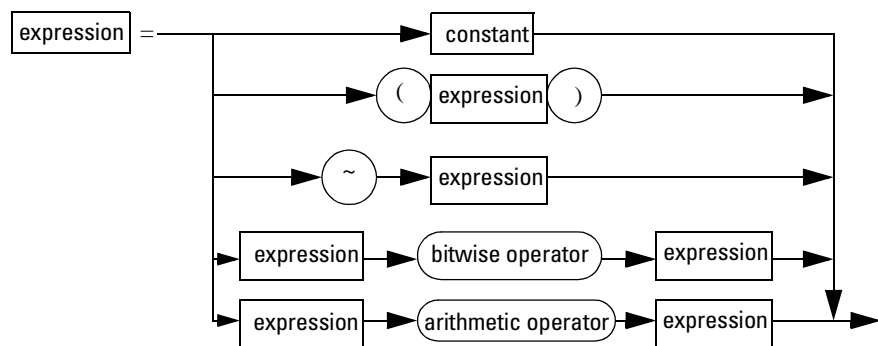 expression = constant
( expression )
~ expression
expression bitwise operator expression
expression arithmetic operator expression